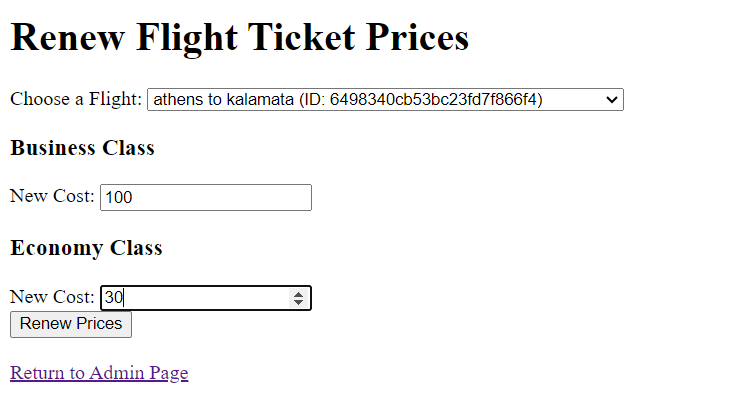 Renew Flight Ticket Prices
Choose a Flight: athens to kalamata (ID: 6498340cb53bc23fd7f866f4)
Business Class
New Cost: 100
Economy Class
New Cost: 30
Renew Prices
Return to Admin Page